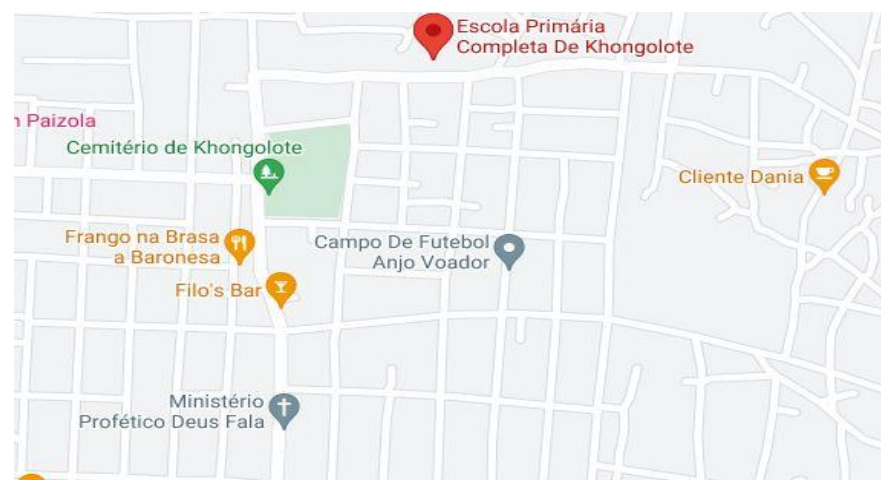 Escola Primária
Completa De Khongolote
Paizola
Cemitério de Khongolote
Cliente Dania
Frango na Brasa
a Baronesa
Campo De Futebol
Anjo Voador
Filo's Bar
Ministério
Profético Deus Fala